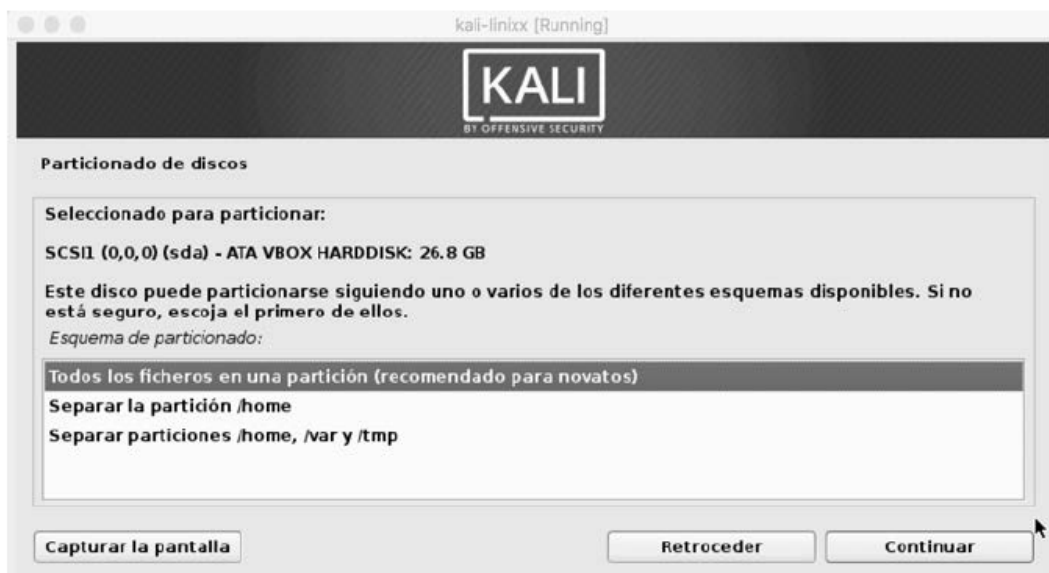 kali-linixx [Running]
KALI
BY OFFENSIVE SECURITY
Particionado de discos
Seleccionado para particionar:
SCSI1 (0,0,0) (sda) - ATA VBOX HARDDISK: 26.8 GB
Este disco puede particionarse siguiendo uno o varios de los diferentes esquemas disponibles. Si no
está seguro, escoja el primero de ellos.
Esquema de particionado:
Todos los ficheros en una partición (recomendado para novatos)
Separar la partición /home
Separar particiones /home, /var y /tmp
Capturar la pantalla
Retroceder
Continuar